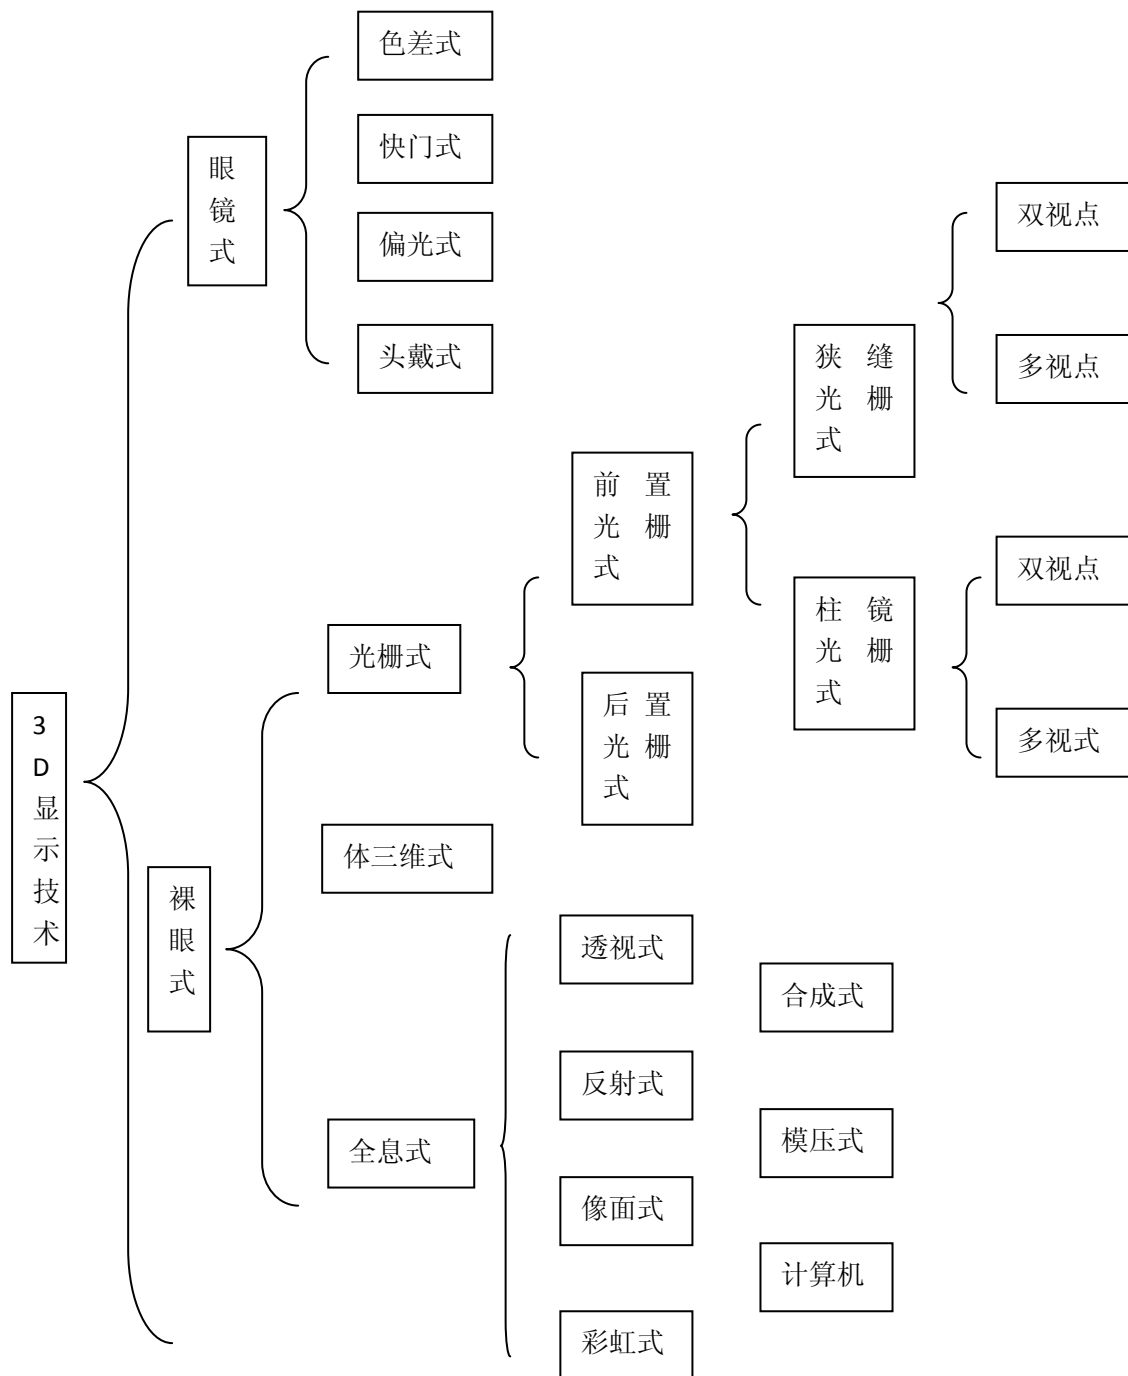 色差式
快门式
眼
镜
式
偏光式
头戴式
双视点
狭 缝
光 栅
式
多视点
前 置
光 栅
式
双视点
柱 镜
光 栅
式
光栅式
后 置
光 栅
式
多视式
3
D
显
示
技
术
体三维式
裸
眼
式
透视式
合成式
反射式
全息式
模压式
像面式
计算机
彩虹式